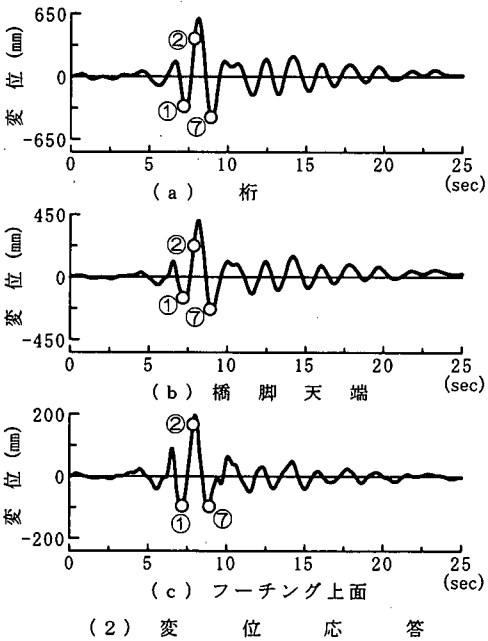 650
変 位 (mm)
0
-650
② ① ⑦
0 5 10 15 20 25
(sec)
(a) 桁
450
変 位 (mm)
0
-450
② ① ⑦
0 5 10 15 20 25
(sec)
(b) 橋 脚 天 端
200
変 位 (mm)
0
-200
② ① ⑦
0 5 10 15 20 25
(sec)
(c) フーチング上面
(2) 変 位 応 答